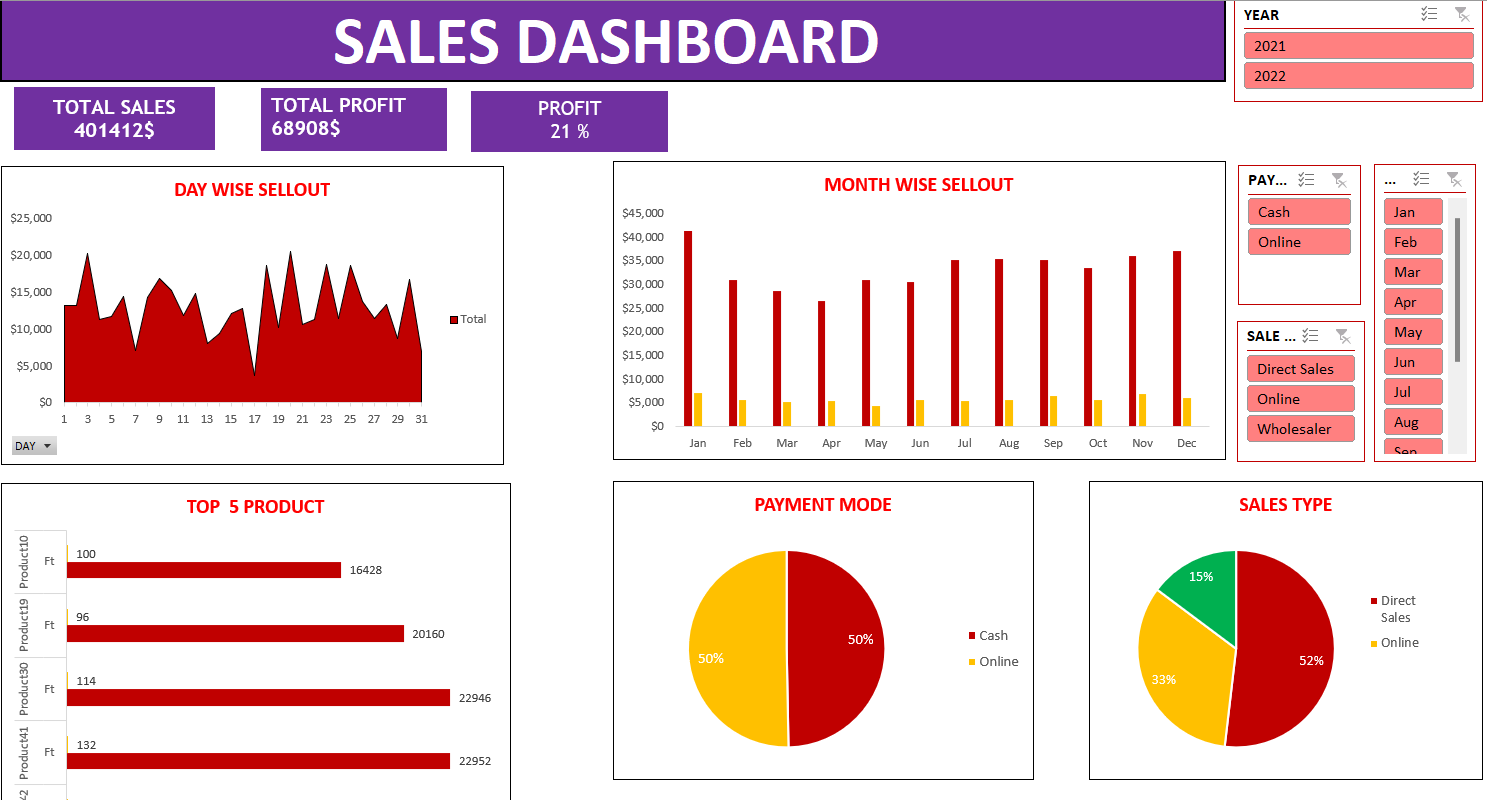 SALES DASHBOARD
YEAR
2021
2022
TOTAL SALES
401412$
TOTAL PROFIT
68908$
PROFIT
21 %
DAY WISE SELLOUT
$25,000
$20,000
$15,000
$10,000
$5,000
$0
1 3 5 7 9 11 13 15 17 19 21 23 25 27 29 31
Total
DAY
MONTH WISE SELLOUT
$45,000
$40,000
$35,000
$30,000
$25,000
$20,000
$15,000
$10,000
$5,000
$0
Jan Feb Mar Apr May Jun Jul Aug Sep Oct Nov Dec
PAY...
Cash
Online
SALE ...
Direct Sales
Online
Wholesaler
...
Jan
Feb
Mar
Apr
May
Jun
Jul
Aug
Sep
TOP  5 PRODUCT
Product10
Ft
100
16428
Product19
Ft
96
20160
Product30
Ft
114
22946
Product41
Ft
132
22952
42
PAYMENT MODE
50%
50%
Cash
Online
SALES TYPE
15%
33%
52%
Direct
Sales
Online